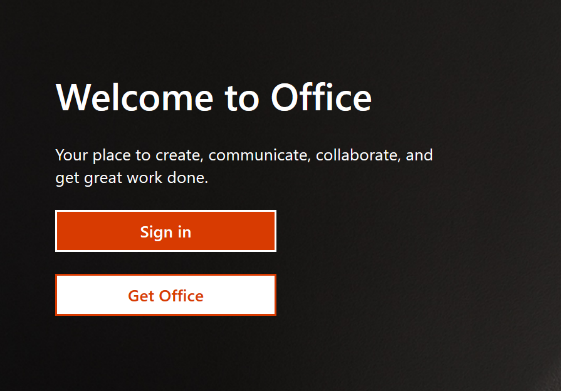 Welcome to Office
Your place to create, communicate, collaborate, and
get great work done.
Sign in
Get Office